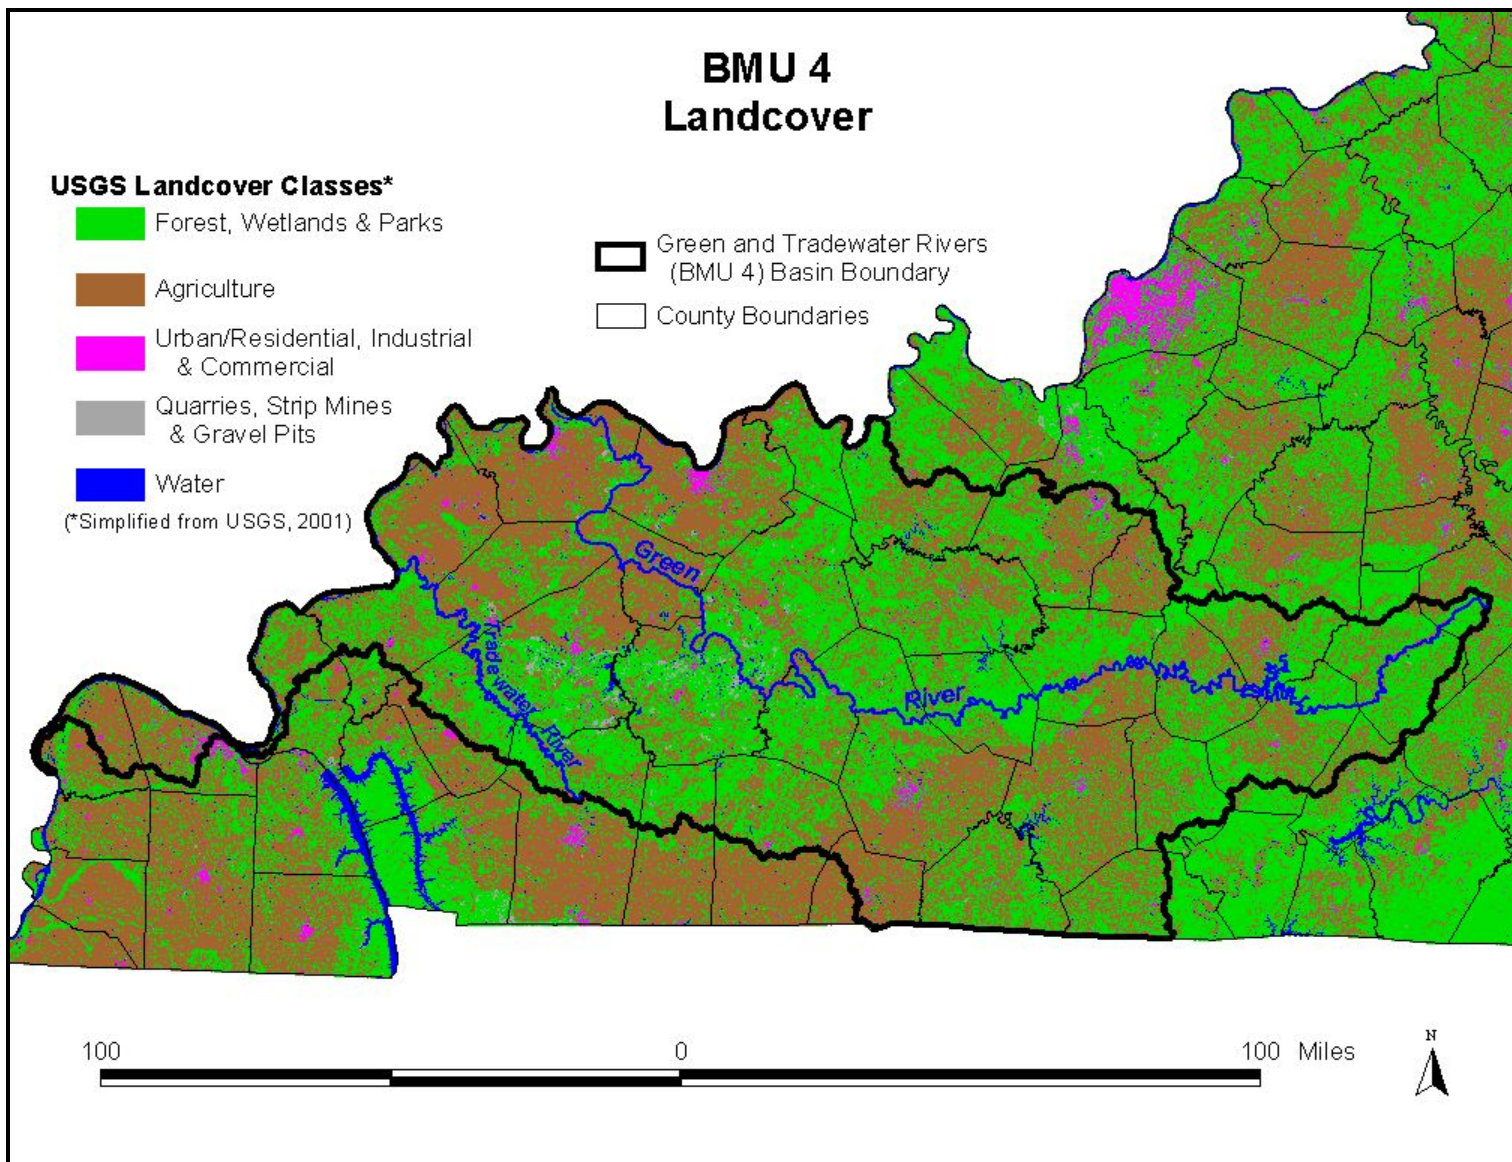 BMU 4
Landcover
USGS Landcover Classes*
Forest, Wetlands & Parks
Agriculture
Urban/Residential, Industrial
& Commercial
Quarries, Strip Mines
& Gravel Pits
Water
(*Simplified from USGS, 2001)
Green and Tradewater Rivers
(BMU 4) Basin Boundary
County Boundaries
Green
River
Tradewater River
100
0
100 Miles
N